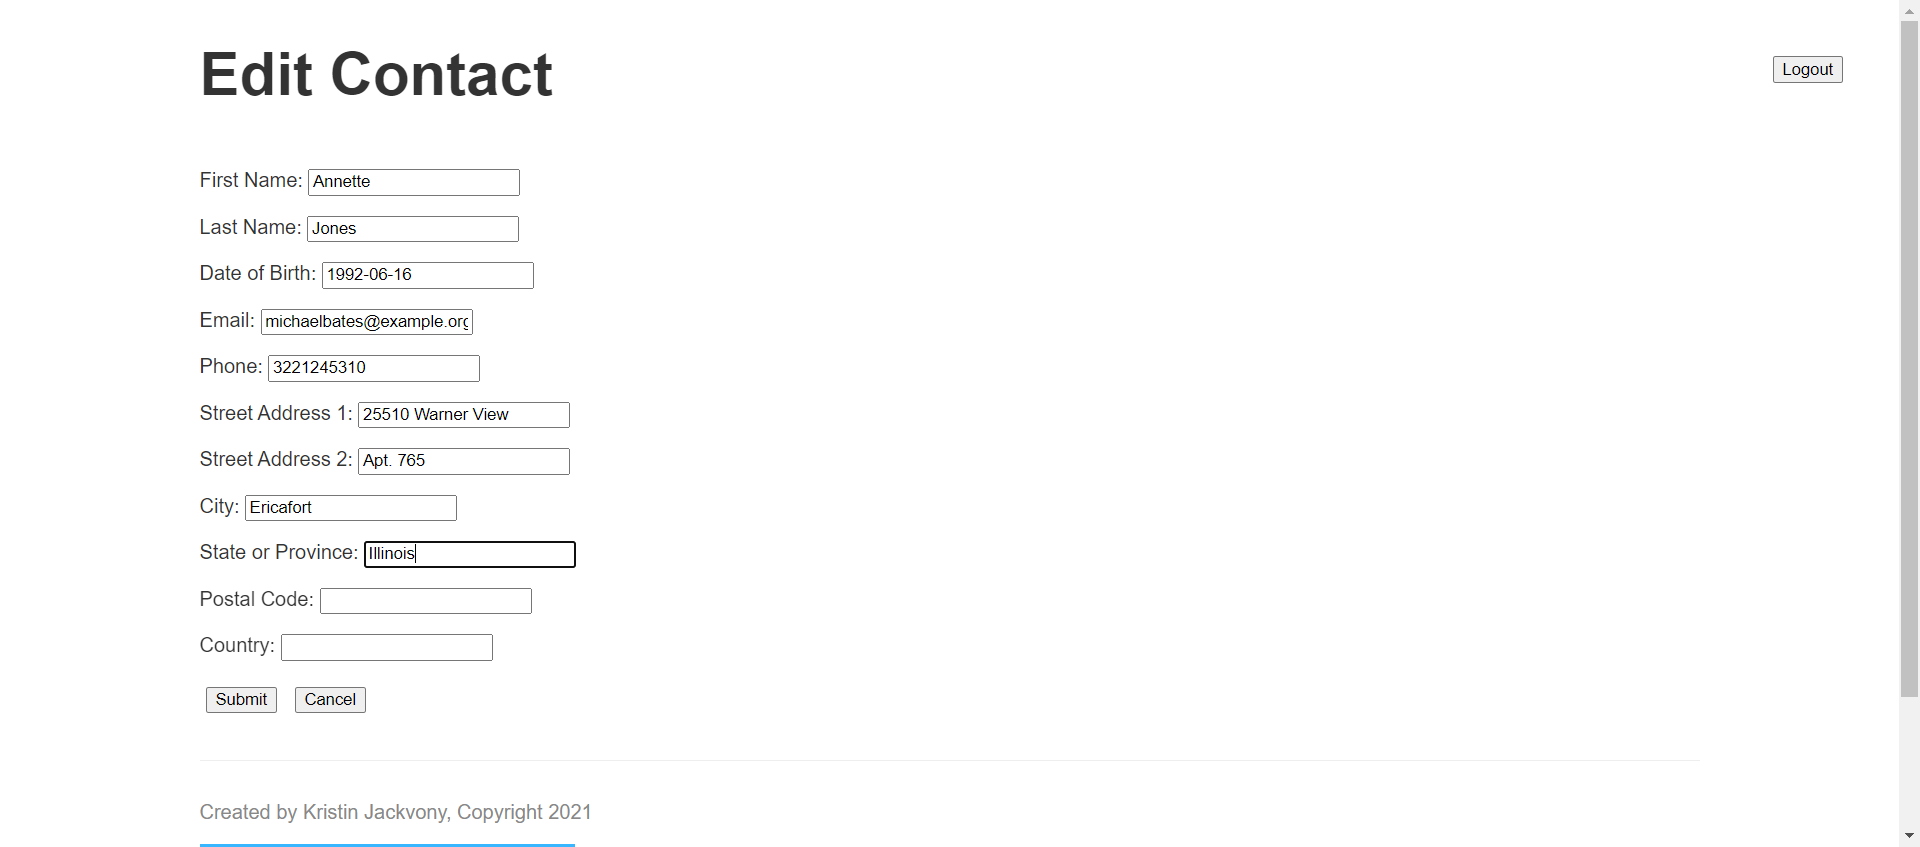 Edit Contact
Logout
First Name: Annette
Last Name: Jones
Date of Birth: 1992-06-16
Email: michaelbates@example.org
Phone: 3221245310
Street Address 1: 25510 Warner View
Street Address 2: Apt. 765
City: Ericafort
State or Province: Illinois
Postal Code:
Country:
Submit Cancel
Created by Kristin Jackvony, Copyright 2021